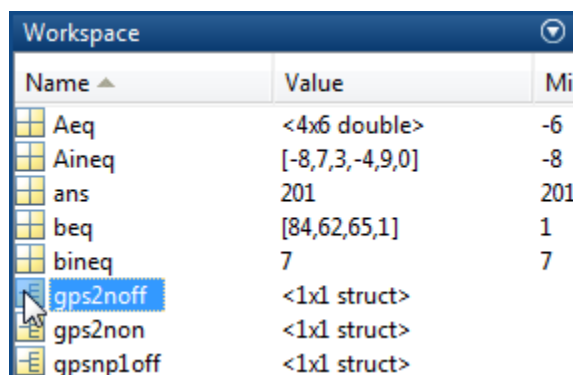 Workspace
Name Value Mi
Aeq <4x6 double> -6
Aineq [-8,7,3,-4,9,0] -8
ans 201 201
beq [84,62,65,1] 1
bineq 7 7
gps2noff <1x1 struct>
gps2non <1x1 struct>
gpsnp1off <1x1 struct>